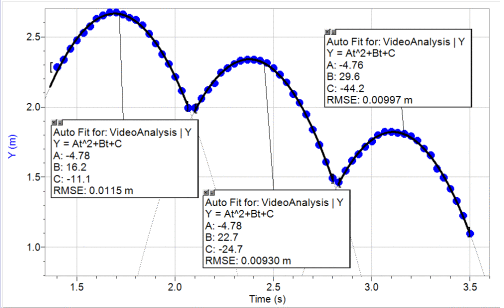 2.5
2.0
1.5
1.0
Y (m)
Auto Fit for: VideoAnalysis | Y
Y = At^2+Bt+C
A: -4.76
B: 29.6
C: -44.2
RMSE: 0.00997 m
Auto Fit for: VideoAnalysis | Y
Y = At^2+Bt+C
A: -4.78
B: 16.2
C: -11.1
RMSE: 0.0115 m
Auto Fit for: VideoAnalysis | Y
Y = At^2+Bt+C
A: -4.78
B: 22.7
C: -24.7
RMSE: 0.00930 m
1.5
2.0
2.5
3.0
3.5
Time (s)